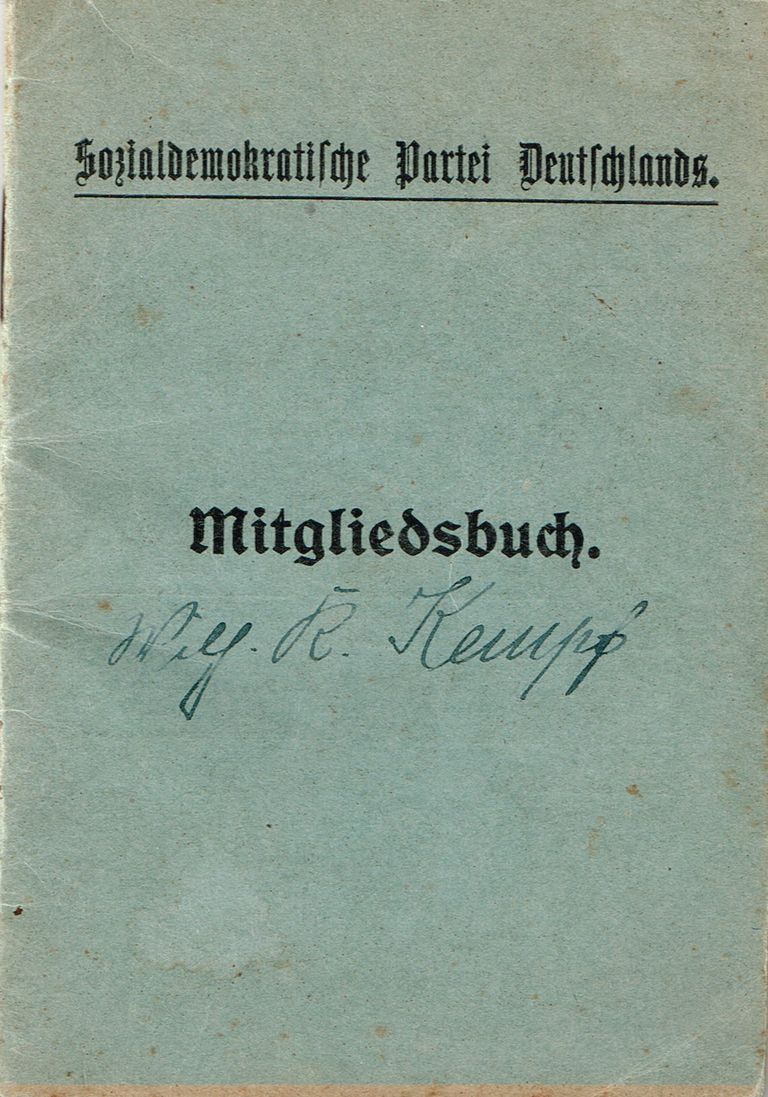 Sozialdemokratiſche Partei Deutſchlands.
Mitgliedsbuch.
K. Kempf